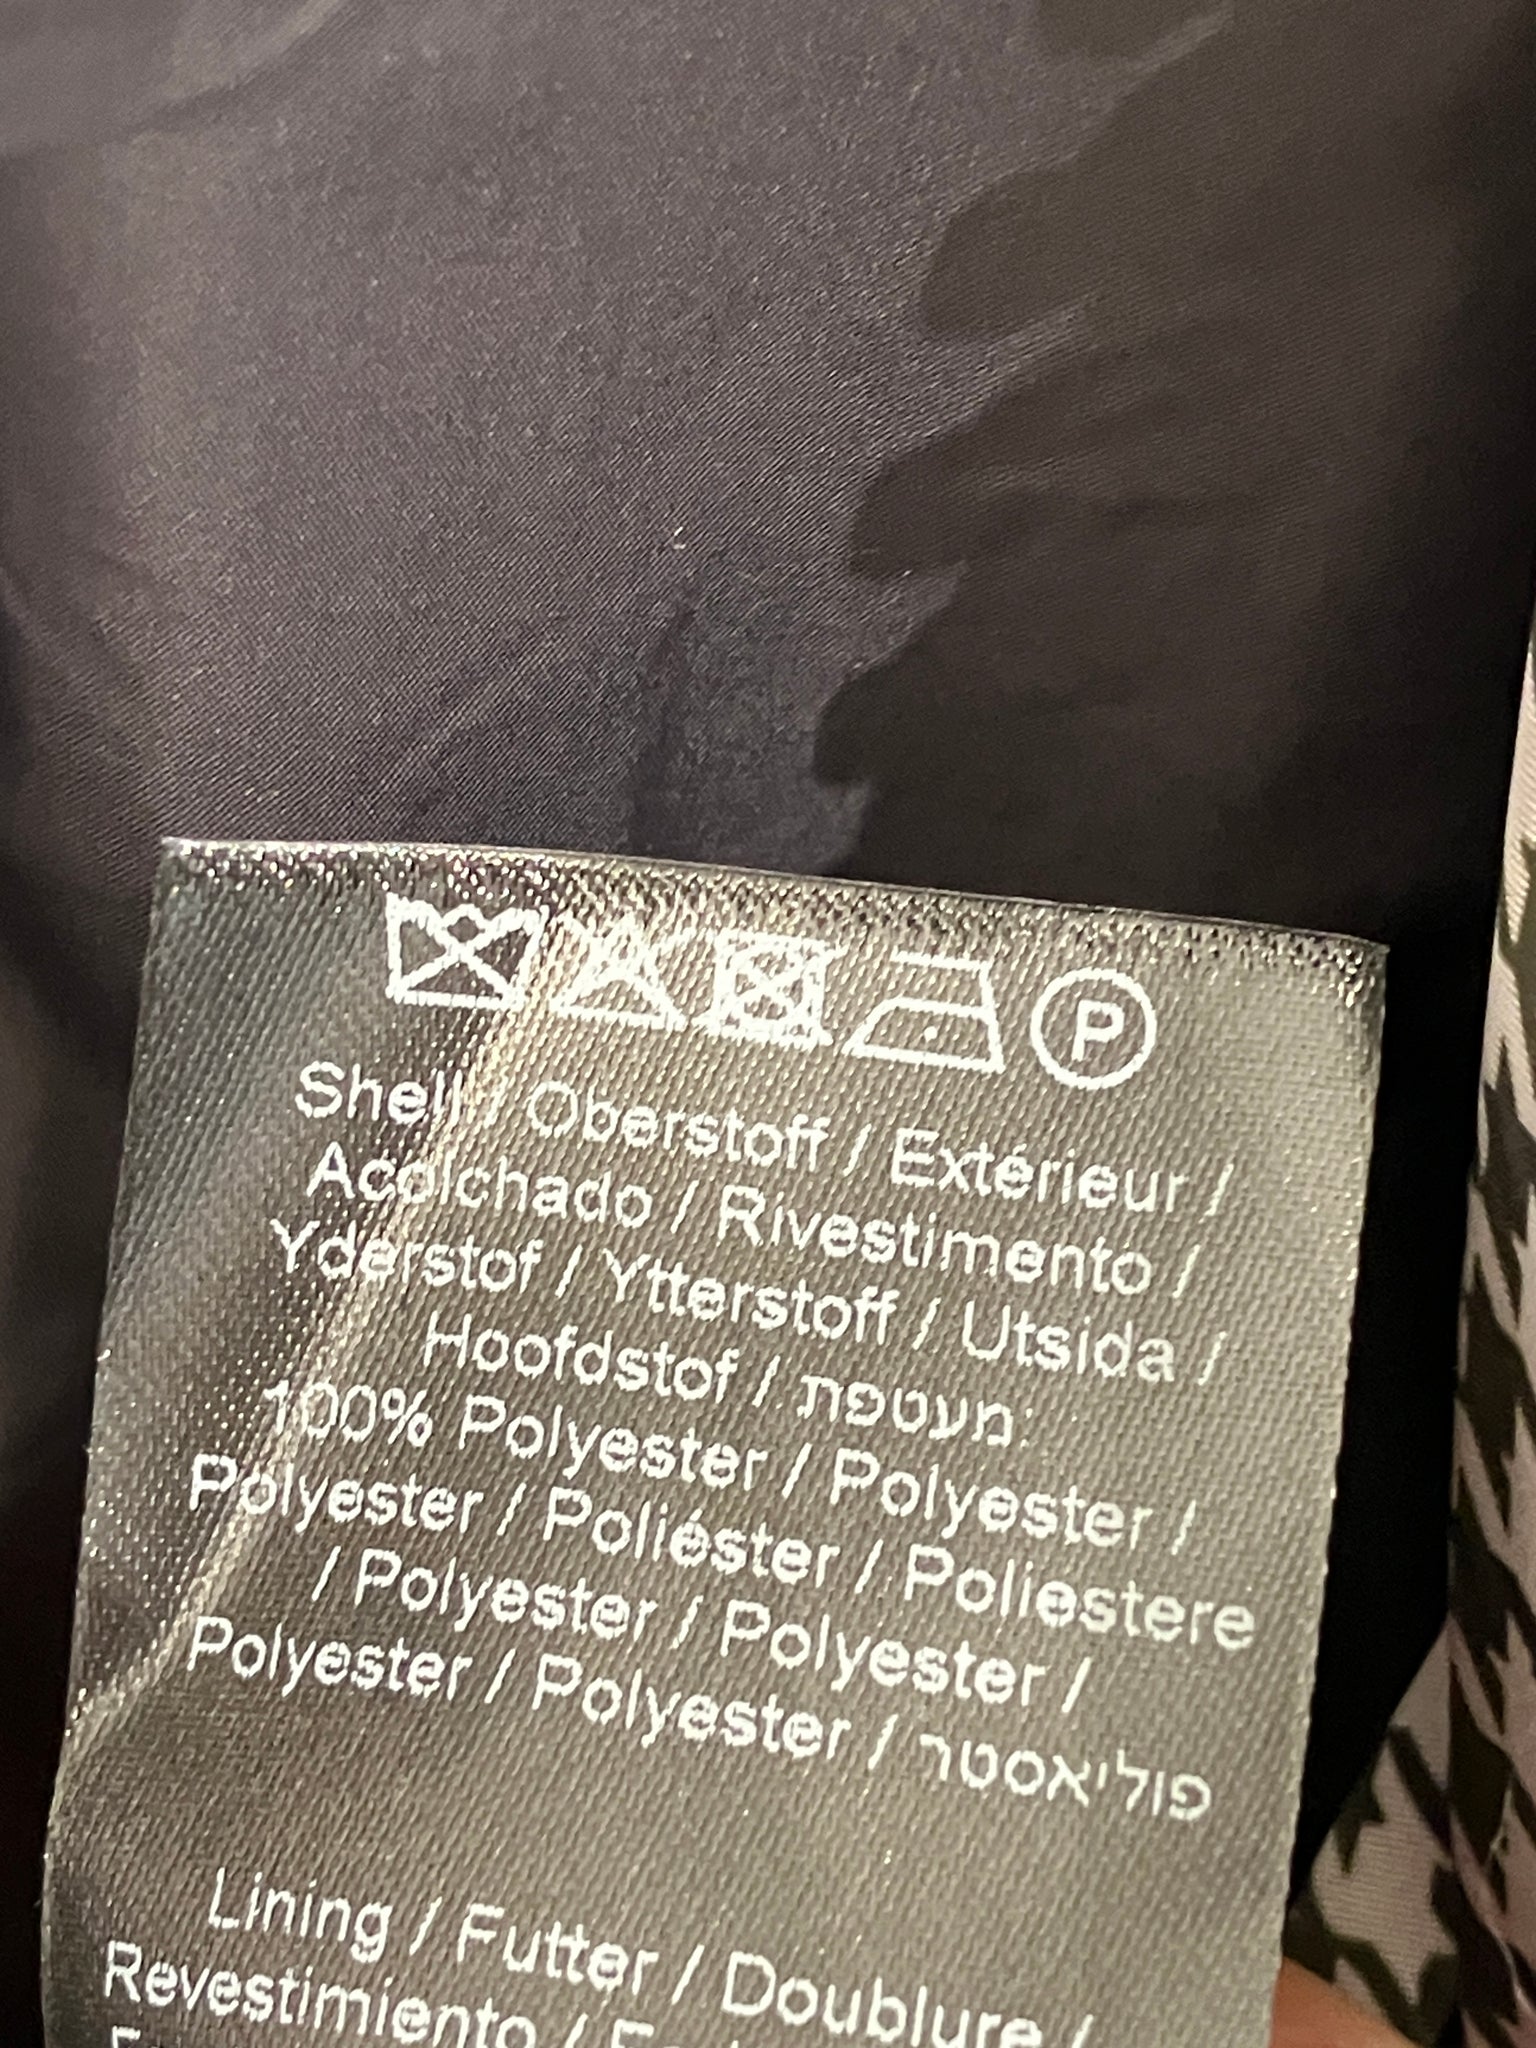 P
Shell / Oberstoff / Extérieur /
Acolchado / Rivestimento /
Yderstof / Ytterstoff / Utsida /
Hoofdstof / מעטפת:
100% Polyester / Polyester /
Polyester / Poliéster / Poliestere
/ Polyester / Polyester /
Polyester / Polyester / פוליאסטר
Lining / Futter / Doublure /
Revestimiento /